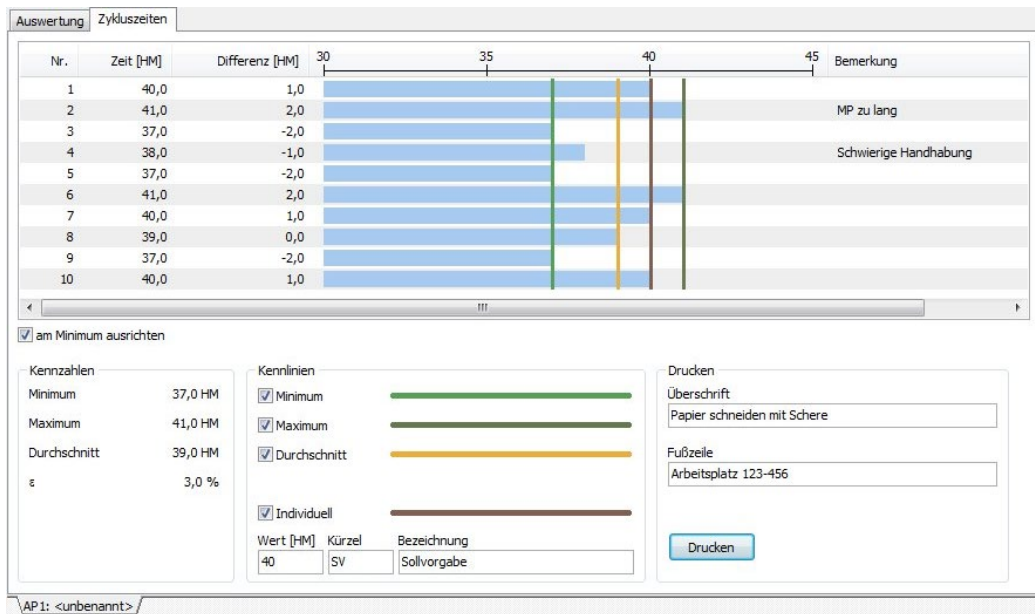 Auswertung Zykluszeiten
Nr. Zeit [HM] Differenz [HM] 30 35 40 45 Bemerkung
1 40,0 1,0
2 41,0 2,0 MP zu lang
3 37,0 -2,0
4 38,0 -1,0 Schwierige Handhabung
5 37,0 -2,0
6 41,0 2,0
7 40,0 1,0
8 39,0 0,0
9 37,0 -2,0
10 40,0 1,0
am Minimum ausrichten
Kennzahlen
Minimum 37,0 HM
Maximum 41,0 HM
Durchschnitt 39,0 HM
ε 3,0 %
Kennlinien
Minimum
Maximum
Durchschnitt
Individuell
Wert [HM] Kürzel Bezeichnung
40 SV Sollvorgabe
Drucken
Überschrift
Papier schneiden mit Schere
Fußzeile
Arbeitsplatz 123-456
Drucken
AP1: <unbenannt>